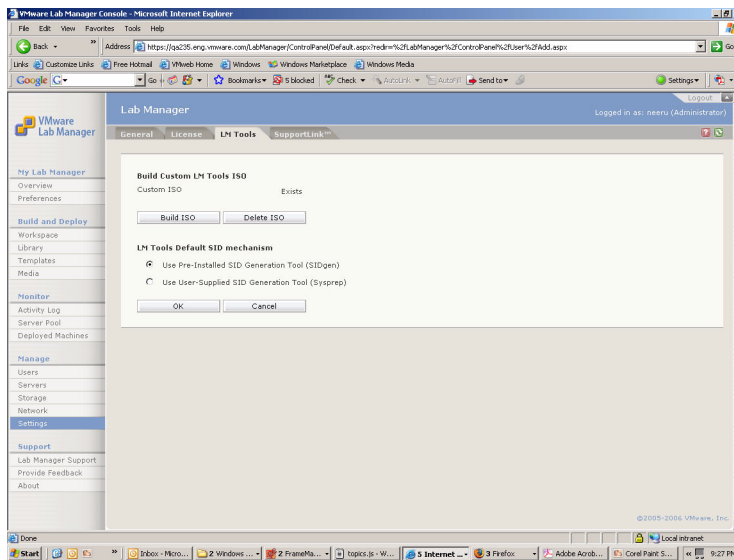 VMware Lab Manager Console - Microsoft Internet Explorer
File Edit View Favorites Tools Help
Back » Address https://qa235.eng.vmware.com/LabManager/ControlPanel/Default.aspx?redir=%2fLabManager%2fControlPanel%2fUser%2fAdd.aspx Go
Links Customize Links Free Hotmail VMweb Home Windows Windows Marketplace Windows Media
Google G Go Bookmarks 5 blocked Check AutoLink AutoFill Send to Settings
Logout
VMware Lab Manager
Lab Manager
Logged in as: neeru (Administrator)
General License LM Tools SupportLink™
My Lab Manager
Overview
Preferences
Build and Deploy
Workspace
Library
Templates
Media
Monitor
Activity Log
Server Pool
Deployed Machines
Manage
Users
Servers
Storage
Network
Settings
Support
Lab Manager Support
Provide Feedback
About
Build Custom LM Tools ISO
Custom ISO Exists
Build ISO Delete ISO
LM Tools Default SID mechanism
Use Pre-Installed SID Generation Tool (SIDgen)
Use User-Supplied SID Generation Tool (Sysprep)
OK Cancel
©2005-2006 VMware, Inc.
Done Local intranet
Start » Inbox - Micro... 2 Windows ... 2 FrameMa... topics.js - W... 5 Internet ... 3 Firefox Adobe Acrob... Corel Paint S... « 9:27 PM